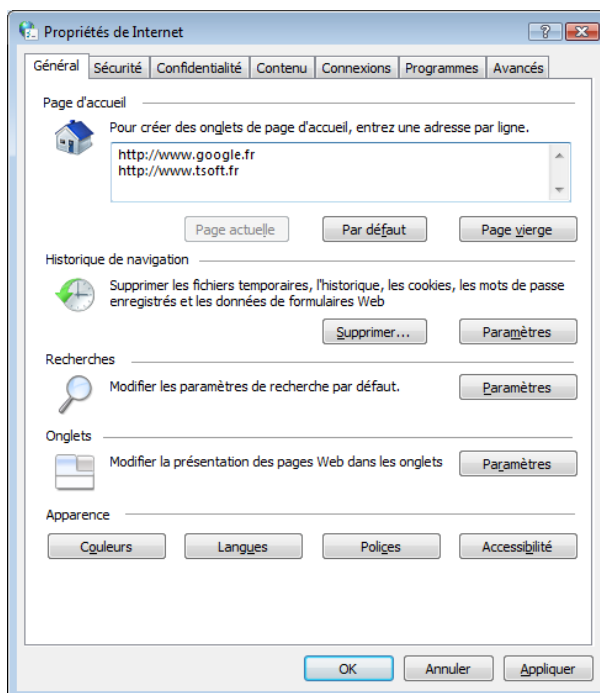 Propriétés de Internet
Général Sécurité Confidentialité Contenu Connexions Programmes Avancés
Page d'accueil
Pour créer des onglets de page d'accueil, entrez une adresse par ligne.
http://www.google.fr
http://www.tsoft.fr
Page actuelle Par défaut Page vierge
Historique de navigation
Supprimer les fichiers temporaires, l'historique, les cookies, les mots de passe
enregistrés et les données de formulaires Web
Supprimer... Paramètres
Recherches
Modifier les paramètres de recherche par défaut. Paramètres
Onglets
Modifier la présentation des pages Web dans les onglets Paramètres
Apparence
Couleurs Langues Polices Accessibilité
OK Annuler Appliquer